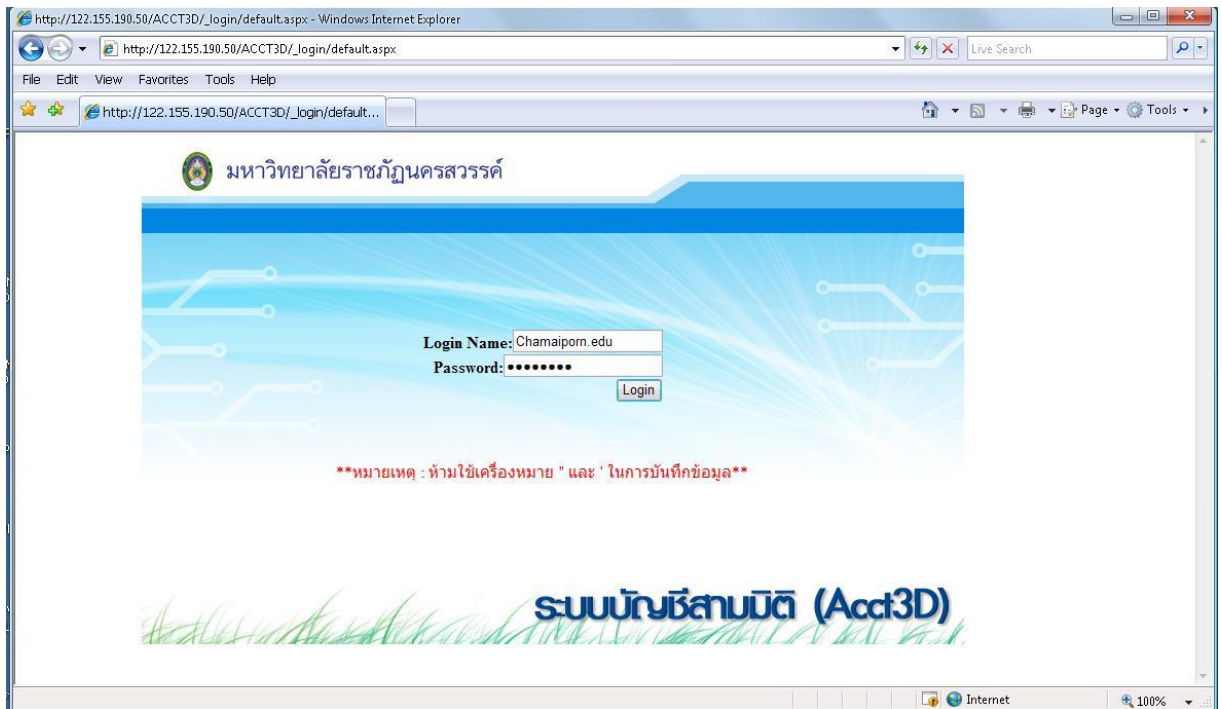 http://122.155.190.50/ACCT3D/_login/default.aspx - Windows Internet Explorer
http://122.155.190.50/ACCT3D/_login/default.aspx
Live Search
File Edit View Favorites Tools Help
http://122.155.190.50/ACCT3D/_login/default...
Page Tools
มหาวิทยาลัยราชภัฏนครสวรรค์
Login Name: Chamaiporn.edu
Password: ••••••••
Login
**หมายเหตุ : ห้ามใช้เครื่องหมาย " และ ' ในการบันทึกข้อมูล**
ระบบบัญชีสามมิติ (Acct3D)
Internet
100%